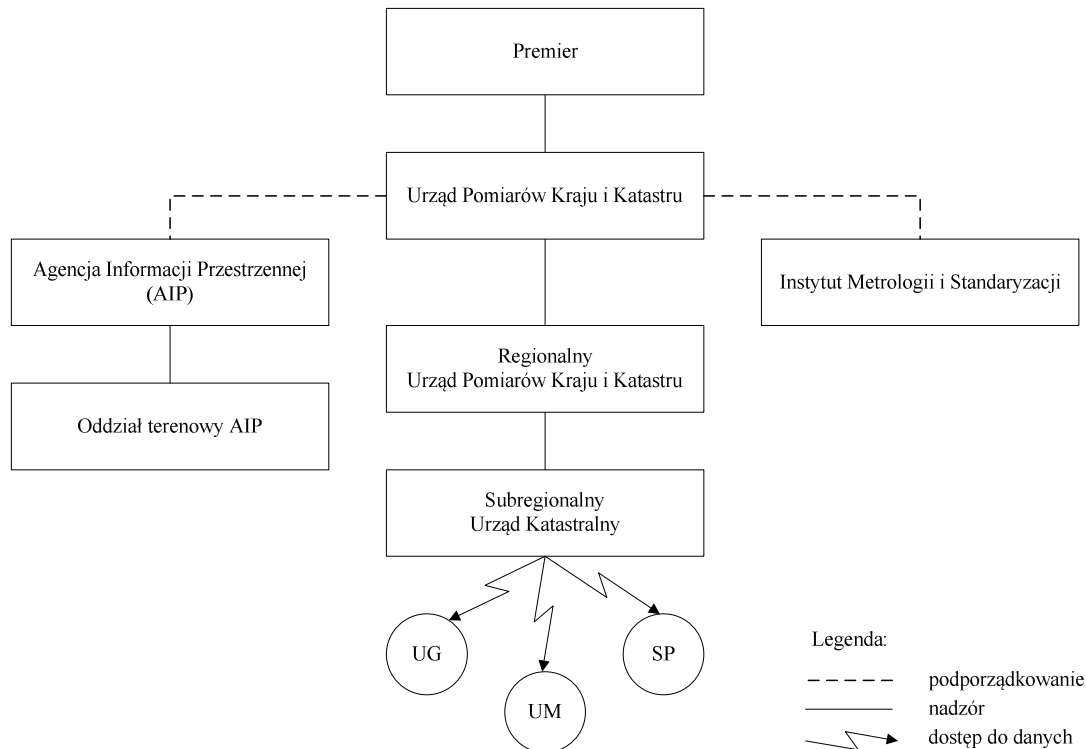 Premier
Urząd Pomiarów Kraju i Katastru
Agencja Informacji Przestrzennej
(AIP)
Instytut Metrologii i Standaryzacji
Regionalny
Urząd Pomiarów Kraju i Katastru
Oddział terenowy AIP
Subregionalny
Urząd Katastralny
UG
UM
SP
Legenda:
podporządkowanie
nadzór
dostęp do danych